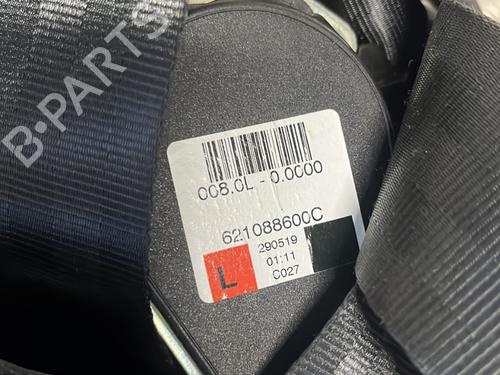 B-PARTS
008.0L - 0.0000
621088600C
290519
L
01:11
C027